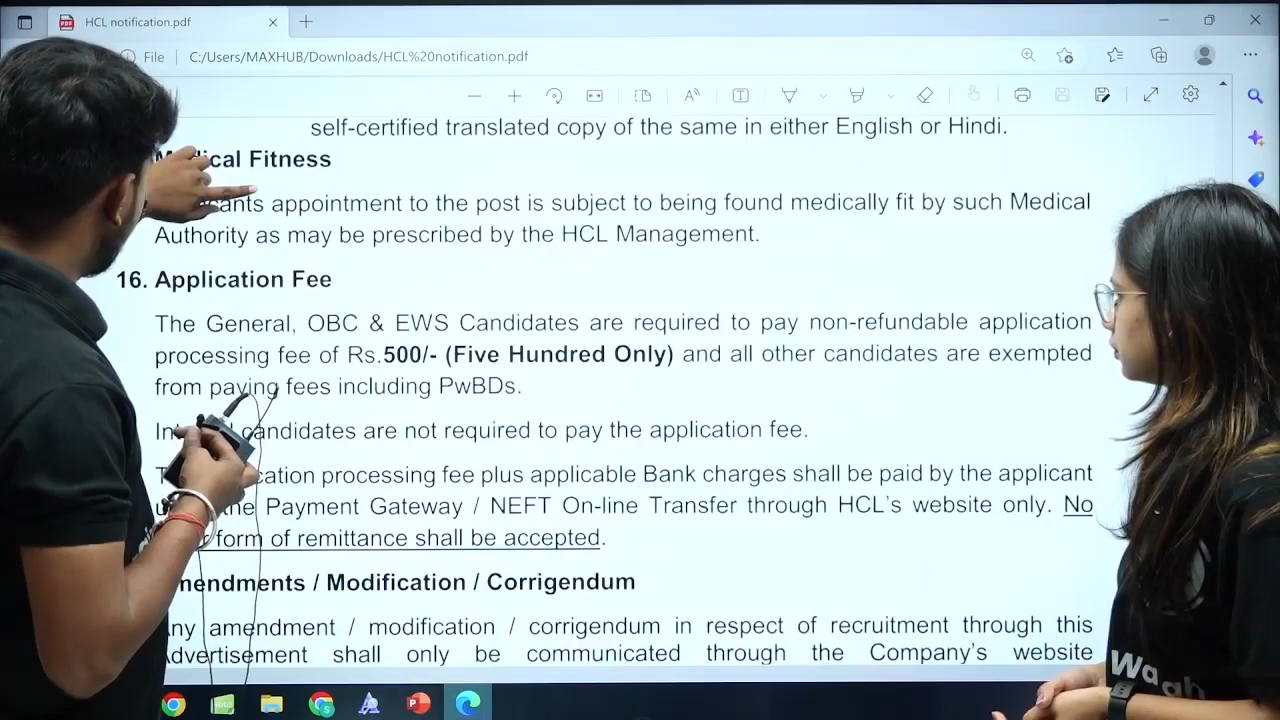 HCL notification.pdf
File C:/Users/MAXHUB/Downloads/HCL%20notification.pdf
self-certified translated copy of the same in either English or Hindi.
Fitness
appointment to the post is subject to being found medically fit by such Medical
Authority as may be prescribed by the HCL Management.
16. Application Fee
The General, OBC & EWS Candidates are required to pay non-refundable application
processing fee of Rs.500/- (Five Hundred Only) and all other candidates are exempted
from paying fees including PwBDs.
candidates are not required to pay the application fee.
processing fee plus applicable Bank charges shall be paid by the applicant
the Payment Gateway / NEFT On-line Transfer through HCL's website only. No
form of remittance shall be accepted.
Amendments / Modification / Corrigendum
Any amendment / modification / corrigendum in respect of recruitment through this
Advertisement shall only be communicated through the Company's website